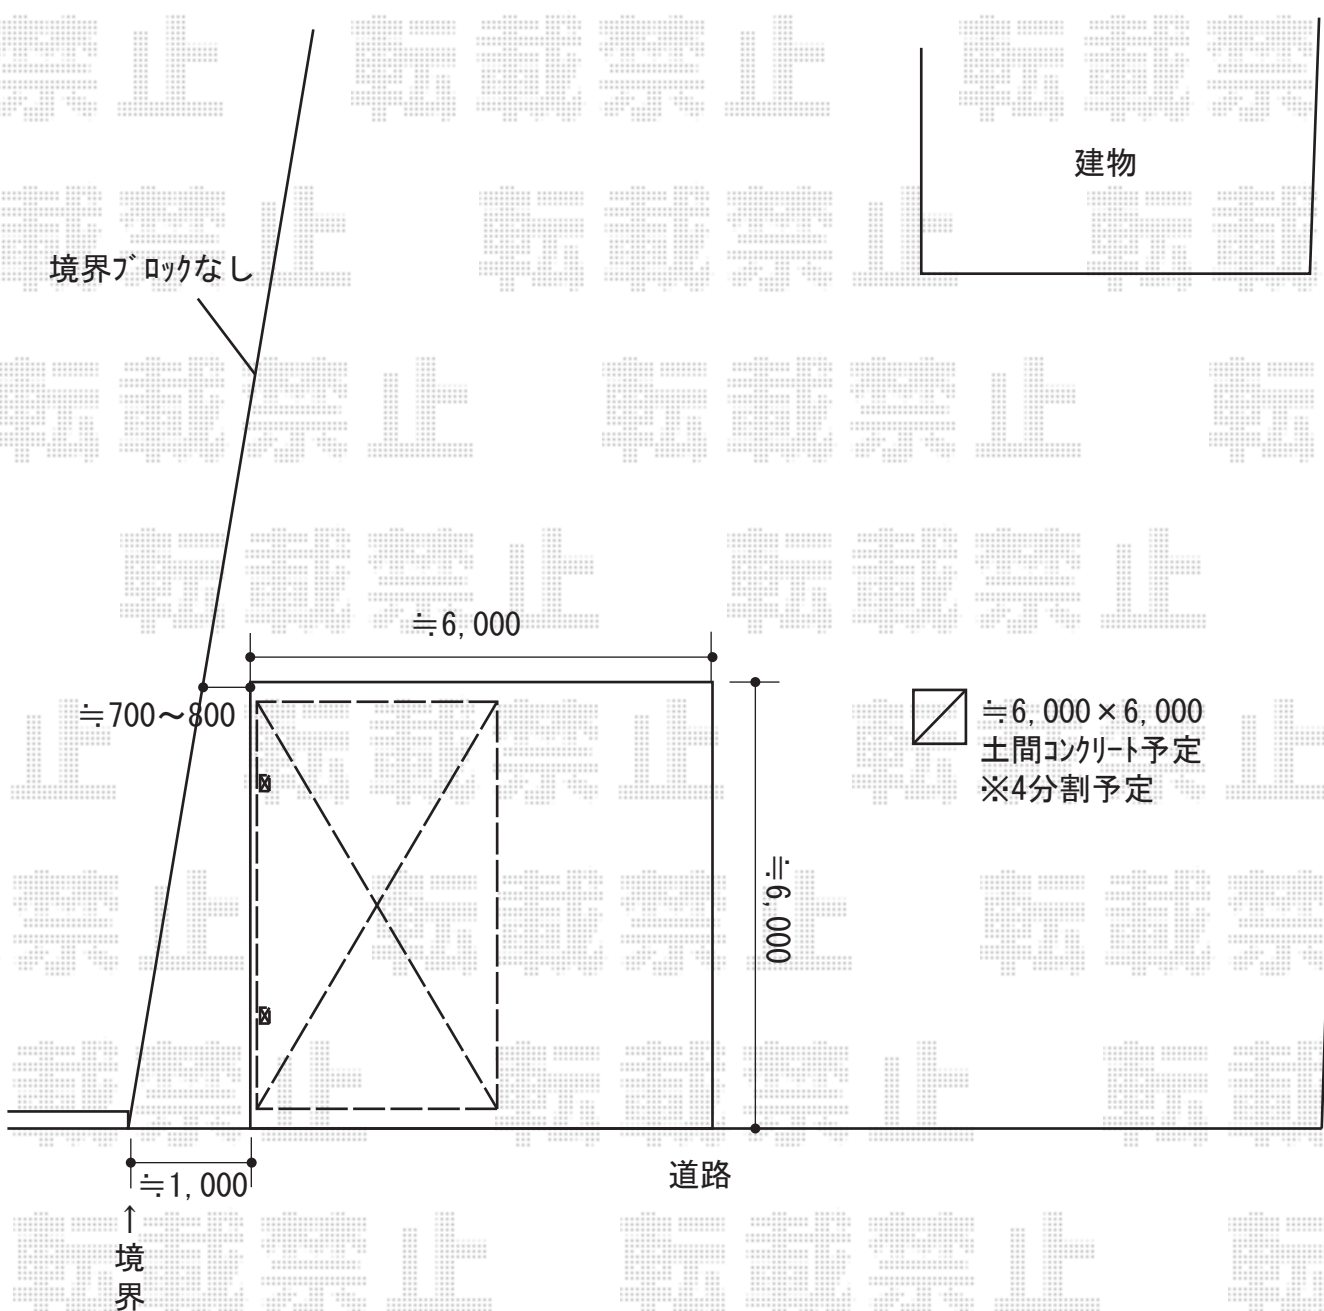 転載禁止
建物
境界ブロックなし
≒6,000
≒700～800
≒6,000×6,000
土間コンクリート予定
※4分割予定
≒6,000
≒1,000
道路
↑
境
界